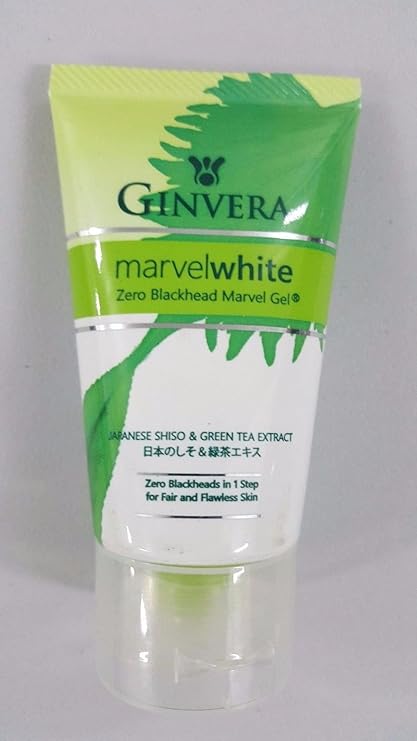 GINVERA
marvelwhite
Zero Blackhead Marvel Gel®
JAPANESE SHISO & GREEN TEA EXTRACT
日本のしそ＆緑茶エキス
Zero Blackheads in 1 Step
for Fair and Flawless Skin